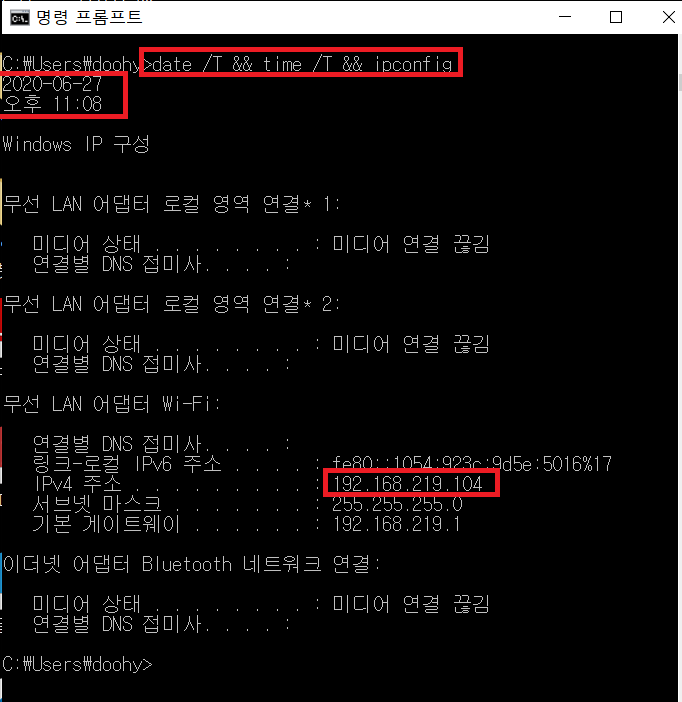 명령 프롬프트
C:\Users\doohy>date /T && time /T && ipconfig
2020-06-27
오후 11:08
Windows IP 구성
무선 LAN 어댑터 로컬 영역 연결* 1:
미디어 상태 . . . . . . . . : 미디어 연결 끊김
연결별 DNS 접미사. . . . :
무선 LAN 어댑터 로컬 영역 연결* 2:
미디어 상태 . . . . . . . . : 미디어 연결 끊김
연결별 DNS 접미사. . . . :
무선 LAN 어댑터 Wi-Fi:
연결별 DNS 접미사. . . . :
링크-로컬 IPv6 주소 . . . . : fe80::1054:923c:9d5e:5016%17
IPv4 주소 . . . . . . . . . : 192.168.219.104
서브넷 마스크 . . . . . . . : 255.255.255.0
기본 게이트웨이 . . . . . . : 192.168.219.1
이더넷 어댑터 Bluetooth 네트워크 연결:
미디어 상태 . . . . . . . . : 미디어 연결 끊김
연결별 DNS 접미사. . . . :
C:\Users\doohy>